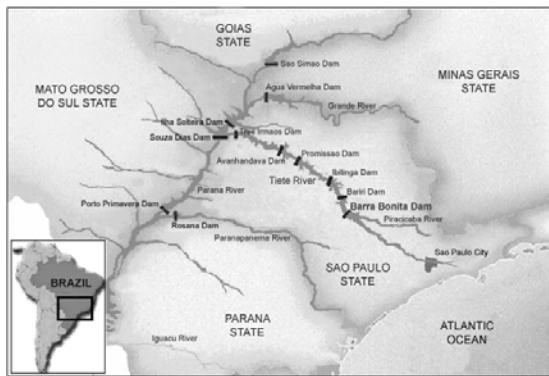 GOIAS
STATE
Sao Simao Dam
MATO GROSSO
DO SUL STATE
MINAS GERAIS
STATE
Agua Vermelha Dam
Grande River
Ilha Solteira Dam
Tres Irmaos Dam
Souza Dias Dam
Avanhandava Dam
Promissao Dam
Ibitinga Dam
Tiete River
Bariri Dam
Parana River
Porto Primavera Dam
Barra Bonita Dam
Piracicaba River
Rosana Dam
Paranapanema River
Sao Paulo City
SAO PAULO
STATE
BRAZIL
PARANA
STATE
ATLANTIC
OCEAN
Iguacu River